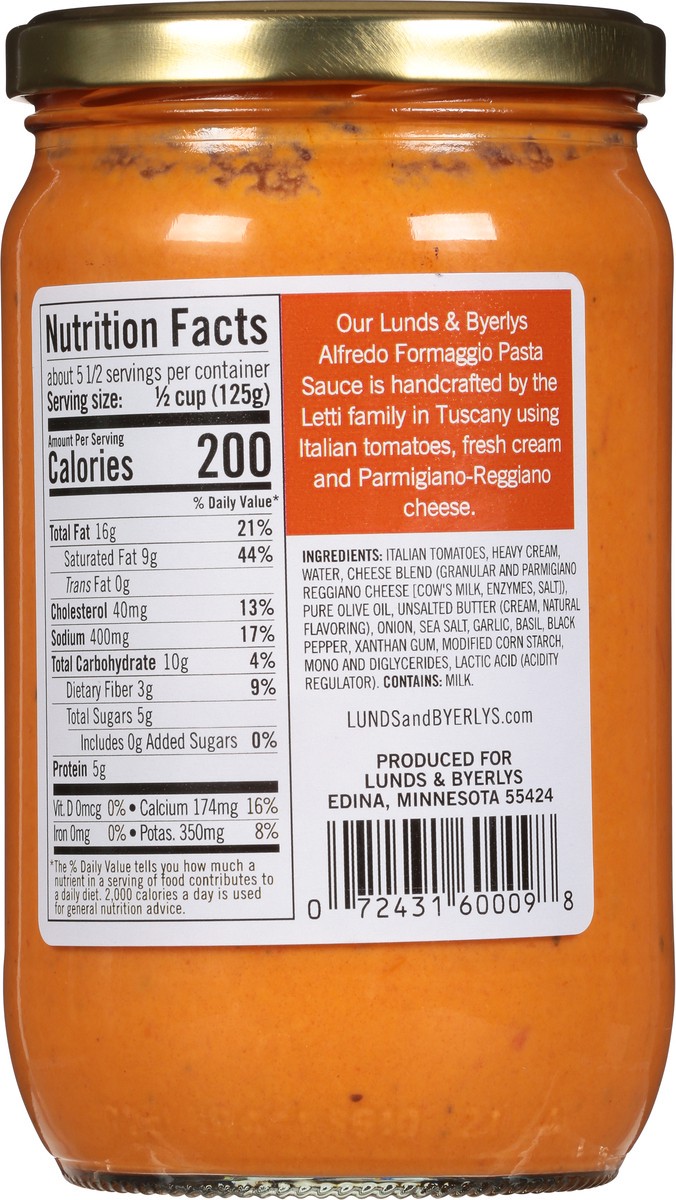 Nutrition Facts
about 5 1/2 servings per container
Serving size: ½ cup (125g)
Amount Per Serving
Calories 200
% Daily Value*
Total Fat 16g 21%
Saturated Fat 9g 44%
Trans Fat 0g
Cholesterol 40mg 13%
Sodium 400mg 17%
Total Carbohydrate 10g 4%
Dietary Fiber 3g 9%
Total Sugars 5g
Includes 0g Added Sugars 0%
Protein 5g
Vit. D 0mcg 0% • Calcium 174mg 16%
Iron 0mg 0% • Potas. 350mg 8%
*The % Daily Value tells you how much a
nutrient in a serving of food contributes to
a daily diet. 2,000 calories a day is used
for general nutrition advice.
Our Lunds & Byerlys
Alfredo Formaggio Pasta
Sauce is handcrafted by the
Letti family in Tuscany using
Italian tomatoes, fresh cream
and Parmigiano-Reggiano
cheese.
INGREDIENTS: ITALIAN TOMATOES, HEAVY CREAM,
WATER, CHEESE BLEND (GRANULAR AND PARMIGIANO
REGGIANO CHEESE [COW'S MILK, ENZYMES, SALT]),
PURE OLIVE OIL, UNSALTED BUTTER (CREAM, NATURAL
FLAVORING), ONION, SEA SALT, GARLIC, BASIL, BLACK
PEPPER, XANTHAN GUM, MODIFIED CORN STARCH,
MONO AND DIGLYCERIDES, LACTIC ACID (ACIDITY
REGULATOR). CONTAINS: MILK.
LUNDSandBYERLYS.com
PRODUCED FOR
LUNDS & BYERLYS
EDINA, MINNESOTA 55424
0 72431 60009 8